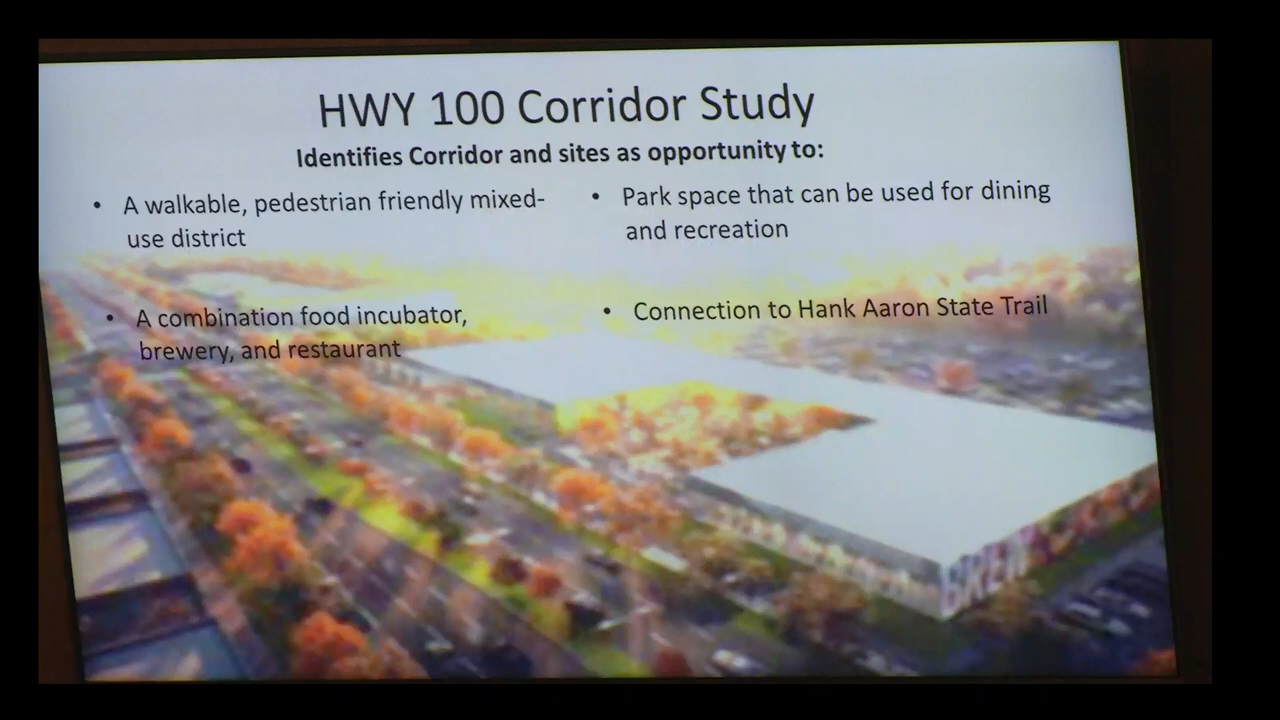 HWY 100 Corridor Study
Identifies Corridor and sites as opportunity to:
• A walkable, pedestrian friendly mixed-
use district
• A combination food incubator,
brewery, and restaurant
• Park space that can be used for dining
and recreation
• Connection to Hank Aaron State Trail